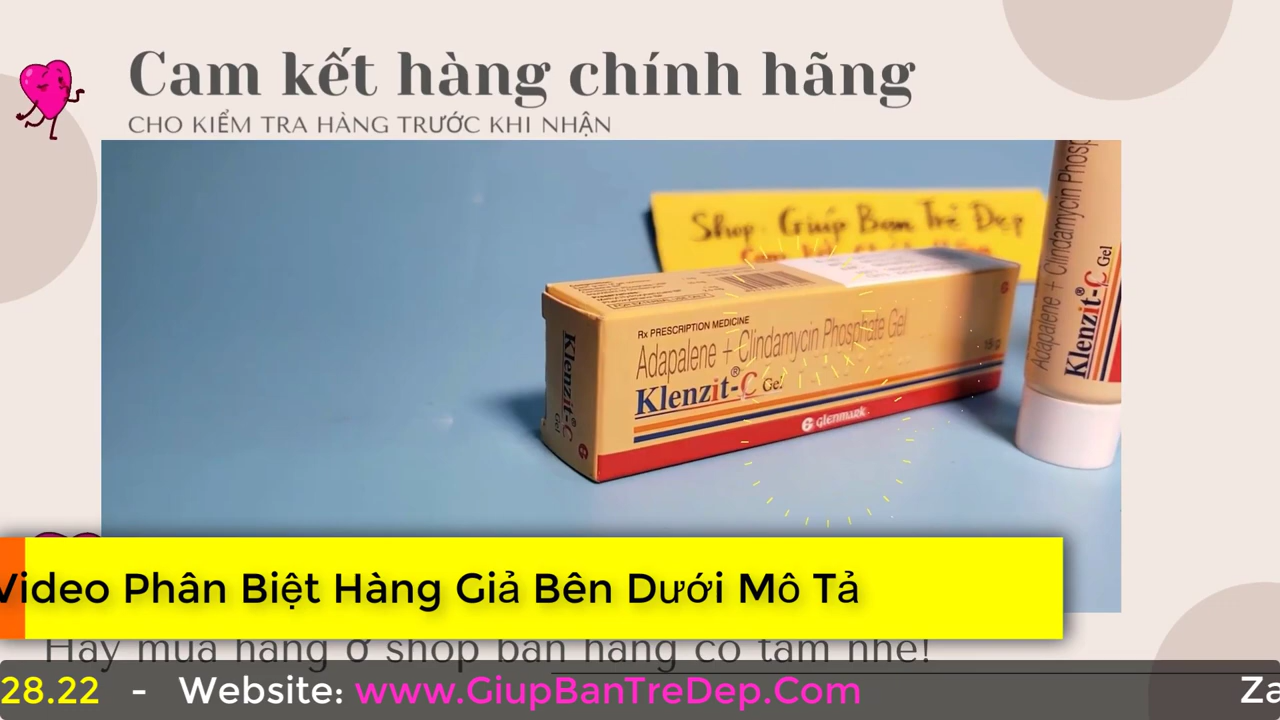 Cam kết hàng chính hãng
CHO KIỂM TRA HÀNG TRƯỚC KHI NHẬN
Shop Giúp Bạn Trẻ Đẹp
Rx PRESCRIPTION MEDICINE
Adapalene + Clindamycin Phosphate Gel
Klenzit-C® Gel
15 g
glenmark
Klenzit-C® Gel
Adapalene + Clindamycin Phosp
Klenzit-C® Gel
Video Phân Biệt Hàng Giả Bên Dưới Mô Tả
Hãy mua hàng ở shop bán hàng có tâm nhé!
28.22 - Website: www.GiupBanTreDep.Com Za